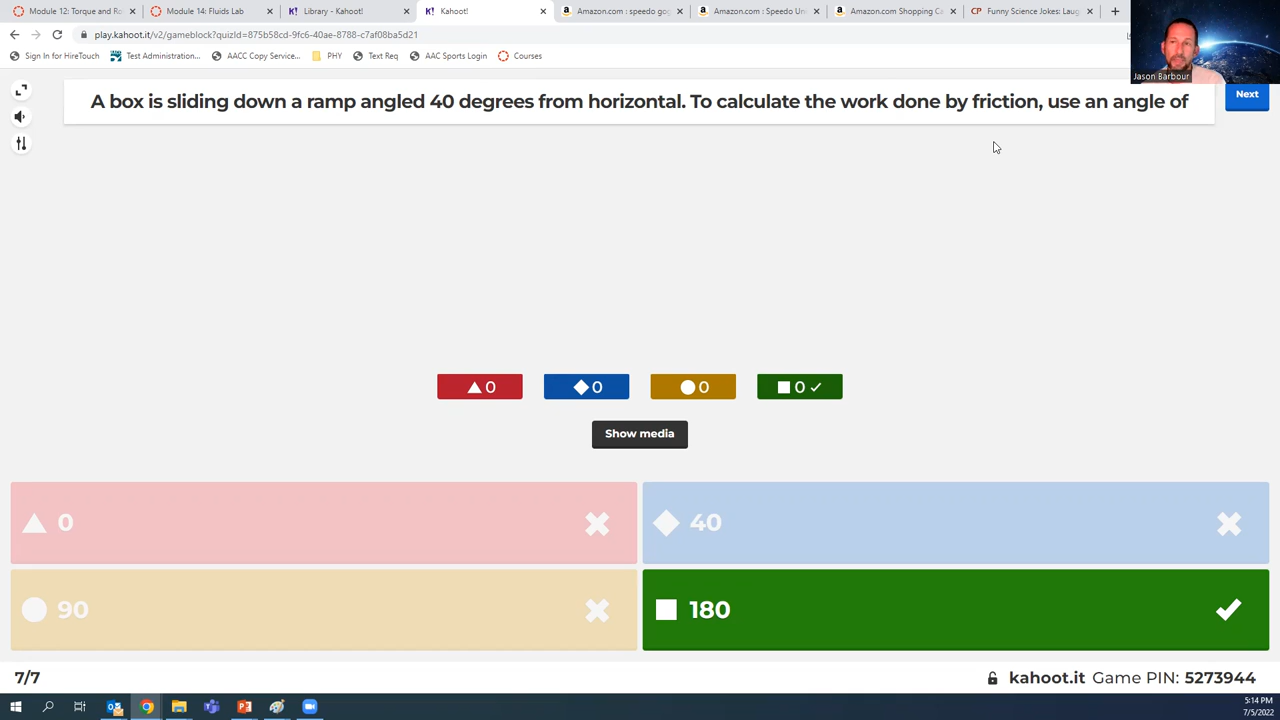 Module 12: Torque and Ro
Module 14: Fluids Lab
Library - Kahoot!
Kahoot!
Amazon.com : speedo gog
Amazon.com : Speedo Un
Amazon.com Shopping Ca
Funny Science Jokes: Laug
play.kahoot.it/v2/gameblock?quizId=875b58cd-9fc6-40ae-8788-c7af08ba5d21
Sign In for HireTouch
Test Administration...
AACC Copy Service...
PHY
Text Req
AAC Sports Login
Courses
Jason Barbour
A box is sliding down a ramp angled 40 degrees from horizontal. To calculate the work done by friction, use an angle of
Next
0
0
0
0
Show media
0
40
90
180
7/7
kahoot.it Game PIN: 5273944
5:14 PM
7/5/2022